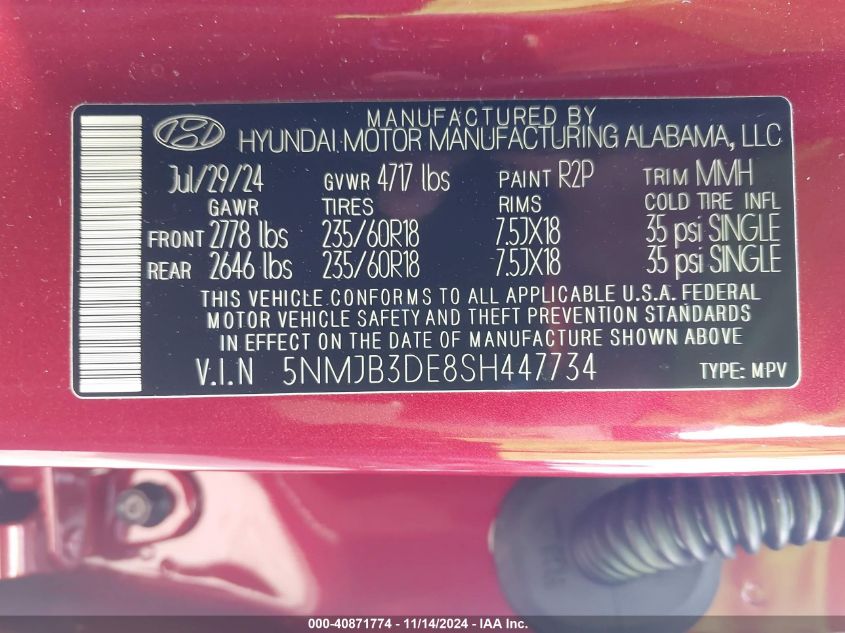 MANUFACTURED BY
HYUNDAI MOTOR MANUFACTURING ALABAMA, LLC
Jul/29/24 GVWR 4717 lbs PAINT R2P TRIM MMH
GAWR TIRES RIMS COLD TIRE INFL
FRONT 2778 lbs 235/60R18 7.5JX18 35 psi SINGLE
REAR 2646 lbs 235/60R18 7.5JX18 35 psi SINGLE
THIS VEHICLE CONFORMS TO ALL APPLICABLE U.S.A. FEDERAL
MOTOR VEHICLE SAFETY AND THEFT PREVENTION STANDARDS
IN EFFECT ON THE DATE OF MANUFACTURE SHOWN ABOVE
V.I.N 5NMJB3DE8SH447734 TYPE: MPV
000-40871774 - 11/14/2024 - IAA Inc.